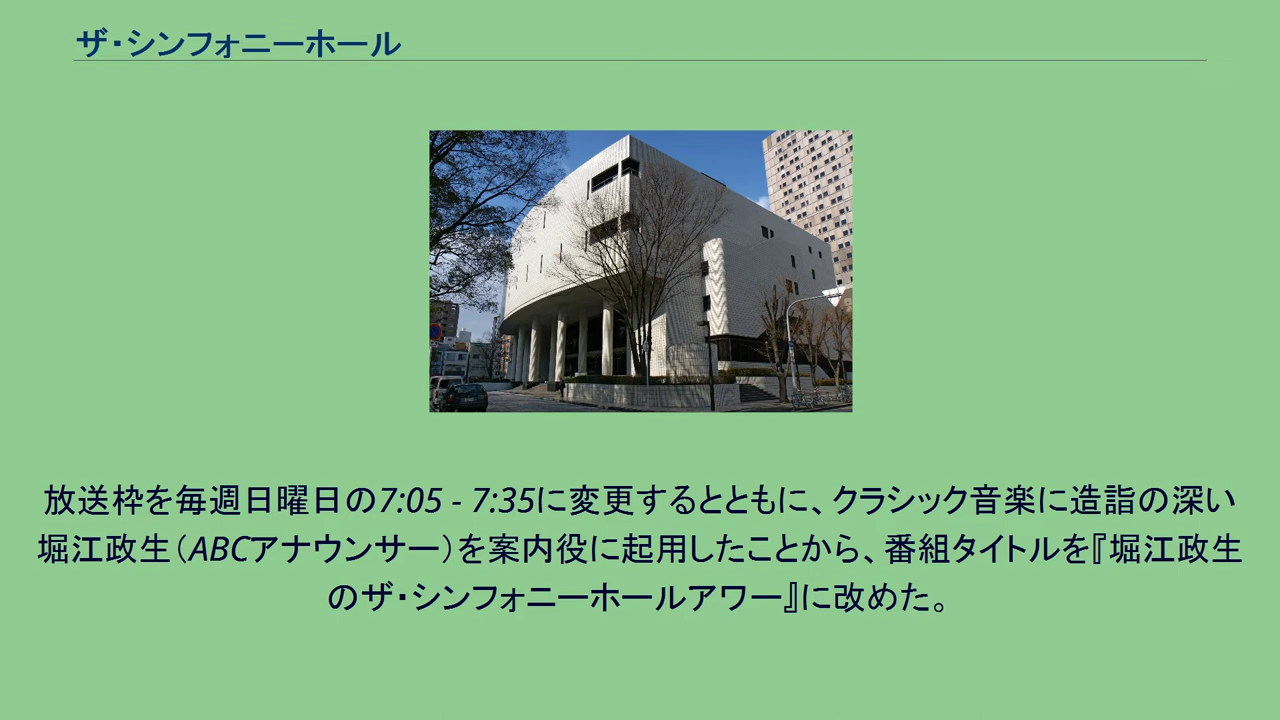 ザ・シンフォニーホール
放送枠を毎週日曜日の7:05 - 7:35に変更するとともに、クラシック音楽に造詣の深い
堀江政生（ABCアナウンサー）を案内役に起用したことから、番組タイトルを『堀江政生
のザ・シンフォニーホールアワー』に改めた。